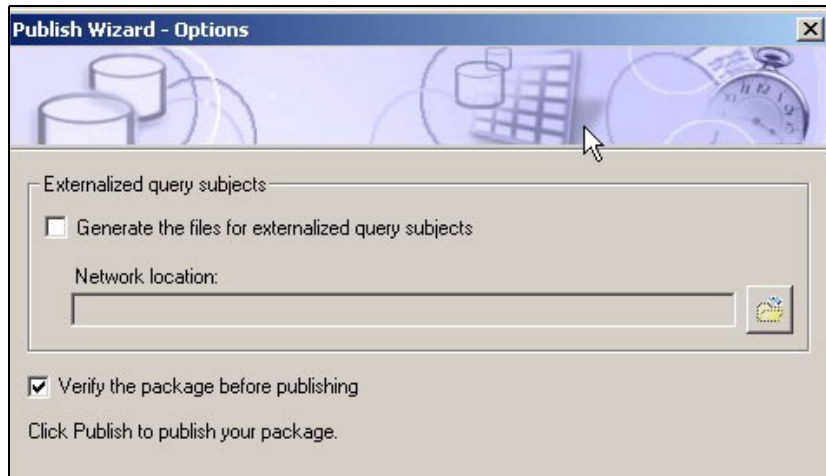 Publish Wizard - Options
Externalized query subjects
Generate the files for externalized query subjects
Network location:
Verify the package before publishing
Click Publish to publish your package.